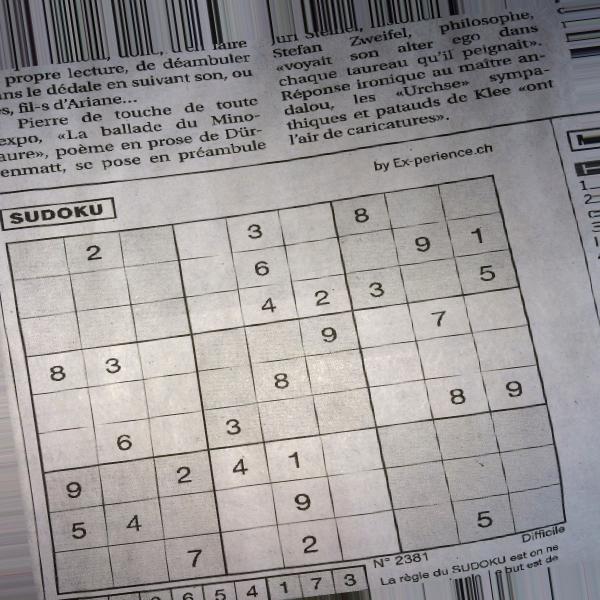 propre lecture, de déambuler
le dédale en suivant son, ou
fil-s d'Ariane...
Pierre de touche de toute
expo, «La ballade du Mino-
taure», poème en prose de Dür-
enmatt, se pose en préambule
Stefan Zweifel, philosophe,
«voyait son alter ego dans
chaque taureau qu'il peignait».
Réponse ironique au maître an-
dalou, les «Urchse» sympa-
thiques et patauds de Klee «ont
l'air de caricatures».
by Ex-perience.ch
SUDOKU
2 3 8
6 9 1
4 2 3 5
8 3 9 7
8
6 3 8 9
9 2 4 1
5 4 9
7 2 5
Difficile
N° 2381
6 5 4 1 7 3
La règle du SUDOKU est on ne
but est de